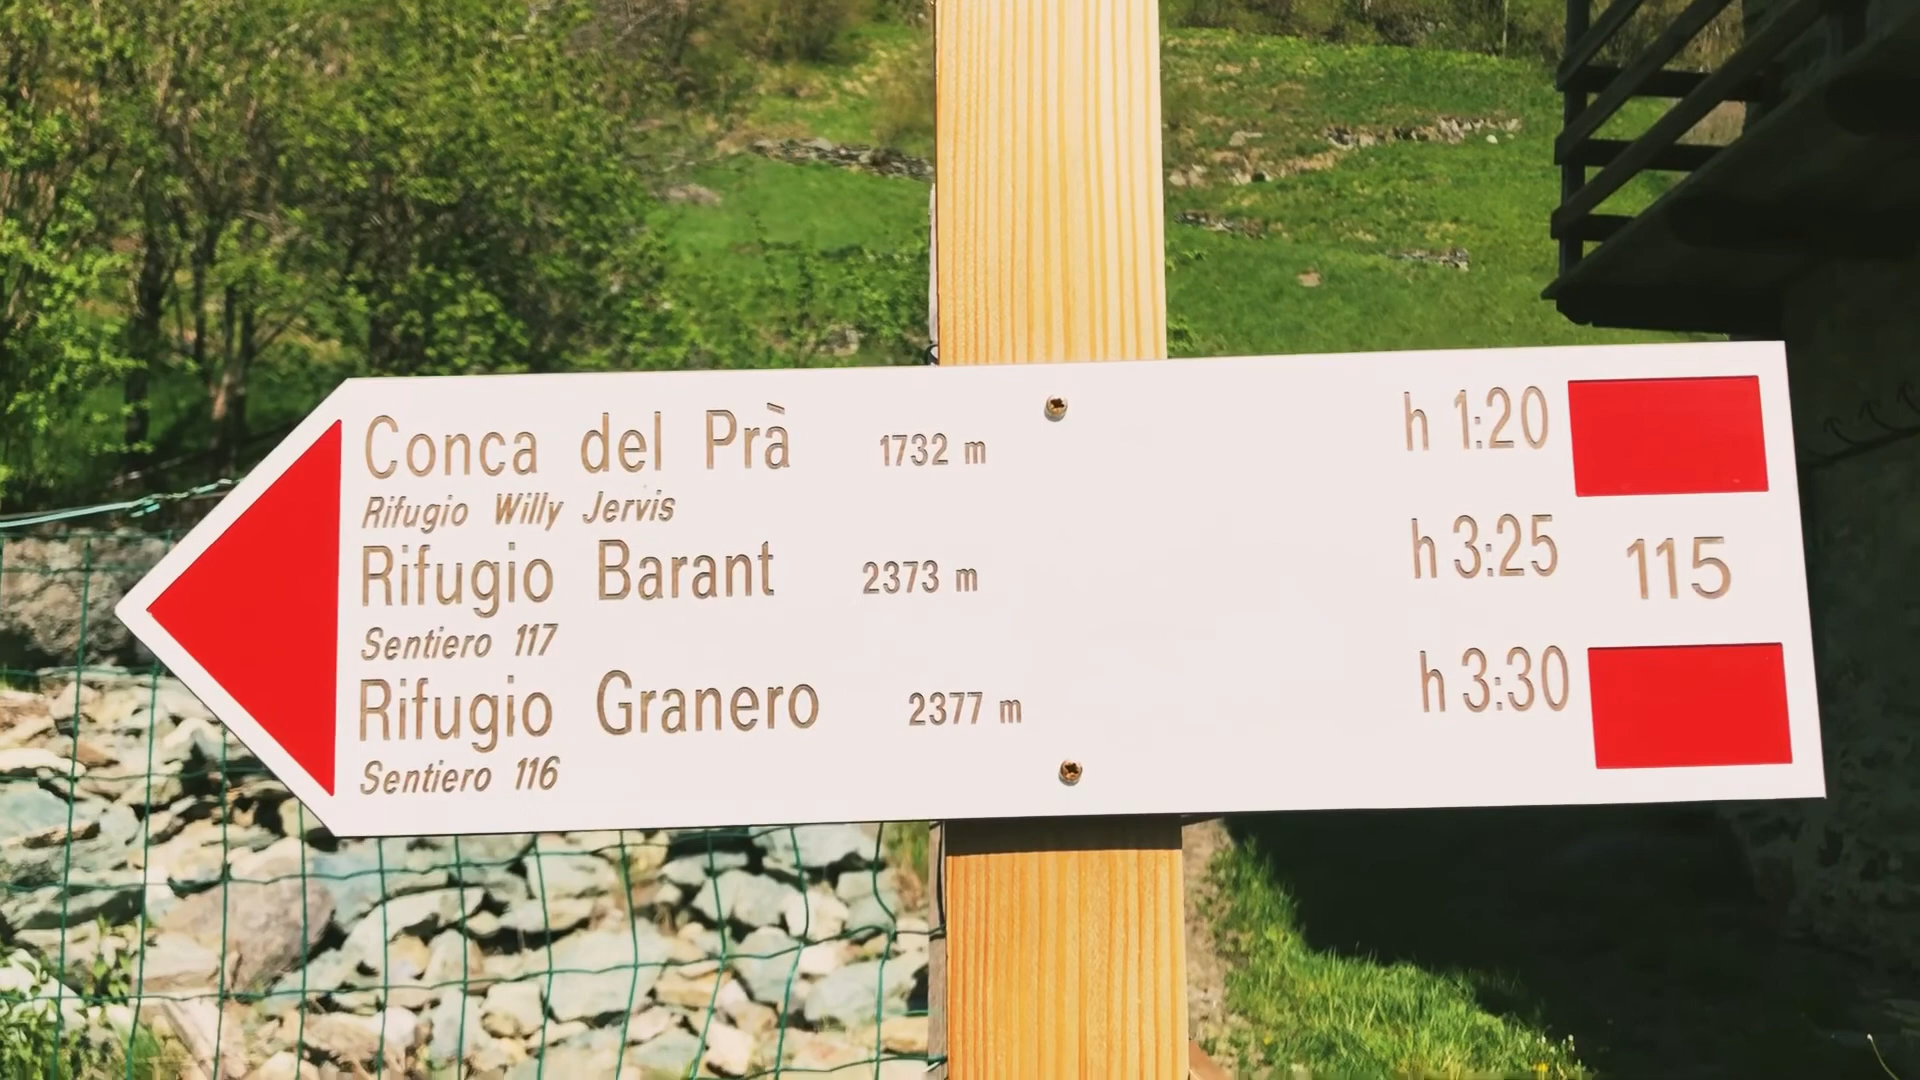 Conca del Prà 1732 m h 1:20
Rifugio Willy Jervis
Rifugio Barant 2373 m h 3:25
115
Sentiero 117
Rifugio Granero 2377 m h 3:30
Sentiero 116